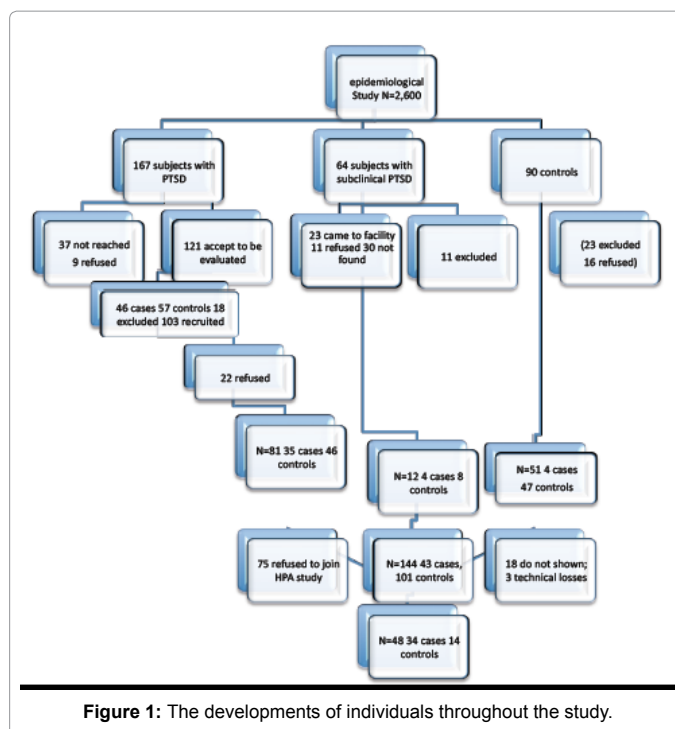 epidemiological
Study N=2,600
167 subjects with
PTSD
64 subjects with
subclinical PTSD
90 controls
37 not reached
9 refused
121 accept to be
evaluated
23 came to facility
11 refused 30 not
found
11 excluded
(23 excluded
16 refused)
46 cases 57 controls 18
excluded 103 recruited
22 refused
N=81 35 cases 46
controls
N=12 4 cases 8
controls
N=51 4 cases
47 controls
75 refused to join
HPA study
N=144 43 cases,
101 controls
18 do not shown;
3 technical losses
N=48 34 cases 14
controls
Figure 1: The developments of individuals throughout the study.